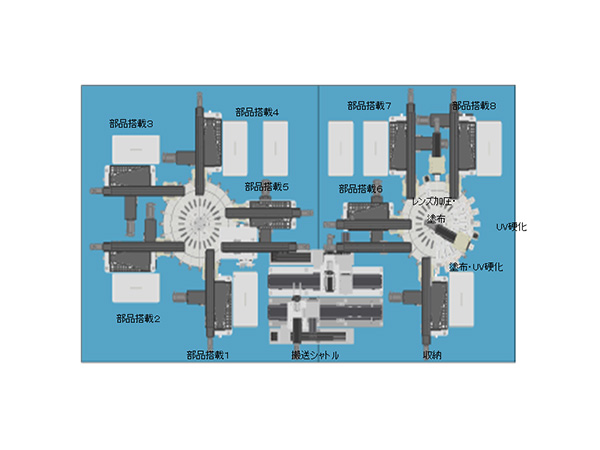 部品搭載7
部品搭載8
部品搭載4
部品搭載3
部品搭載5
部品搭載6
レンズ加圧・
塗布
UV硬化
塗布・UV硬化
部品搭載2
部品搭載1
搬送シャトル
収納